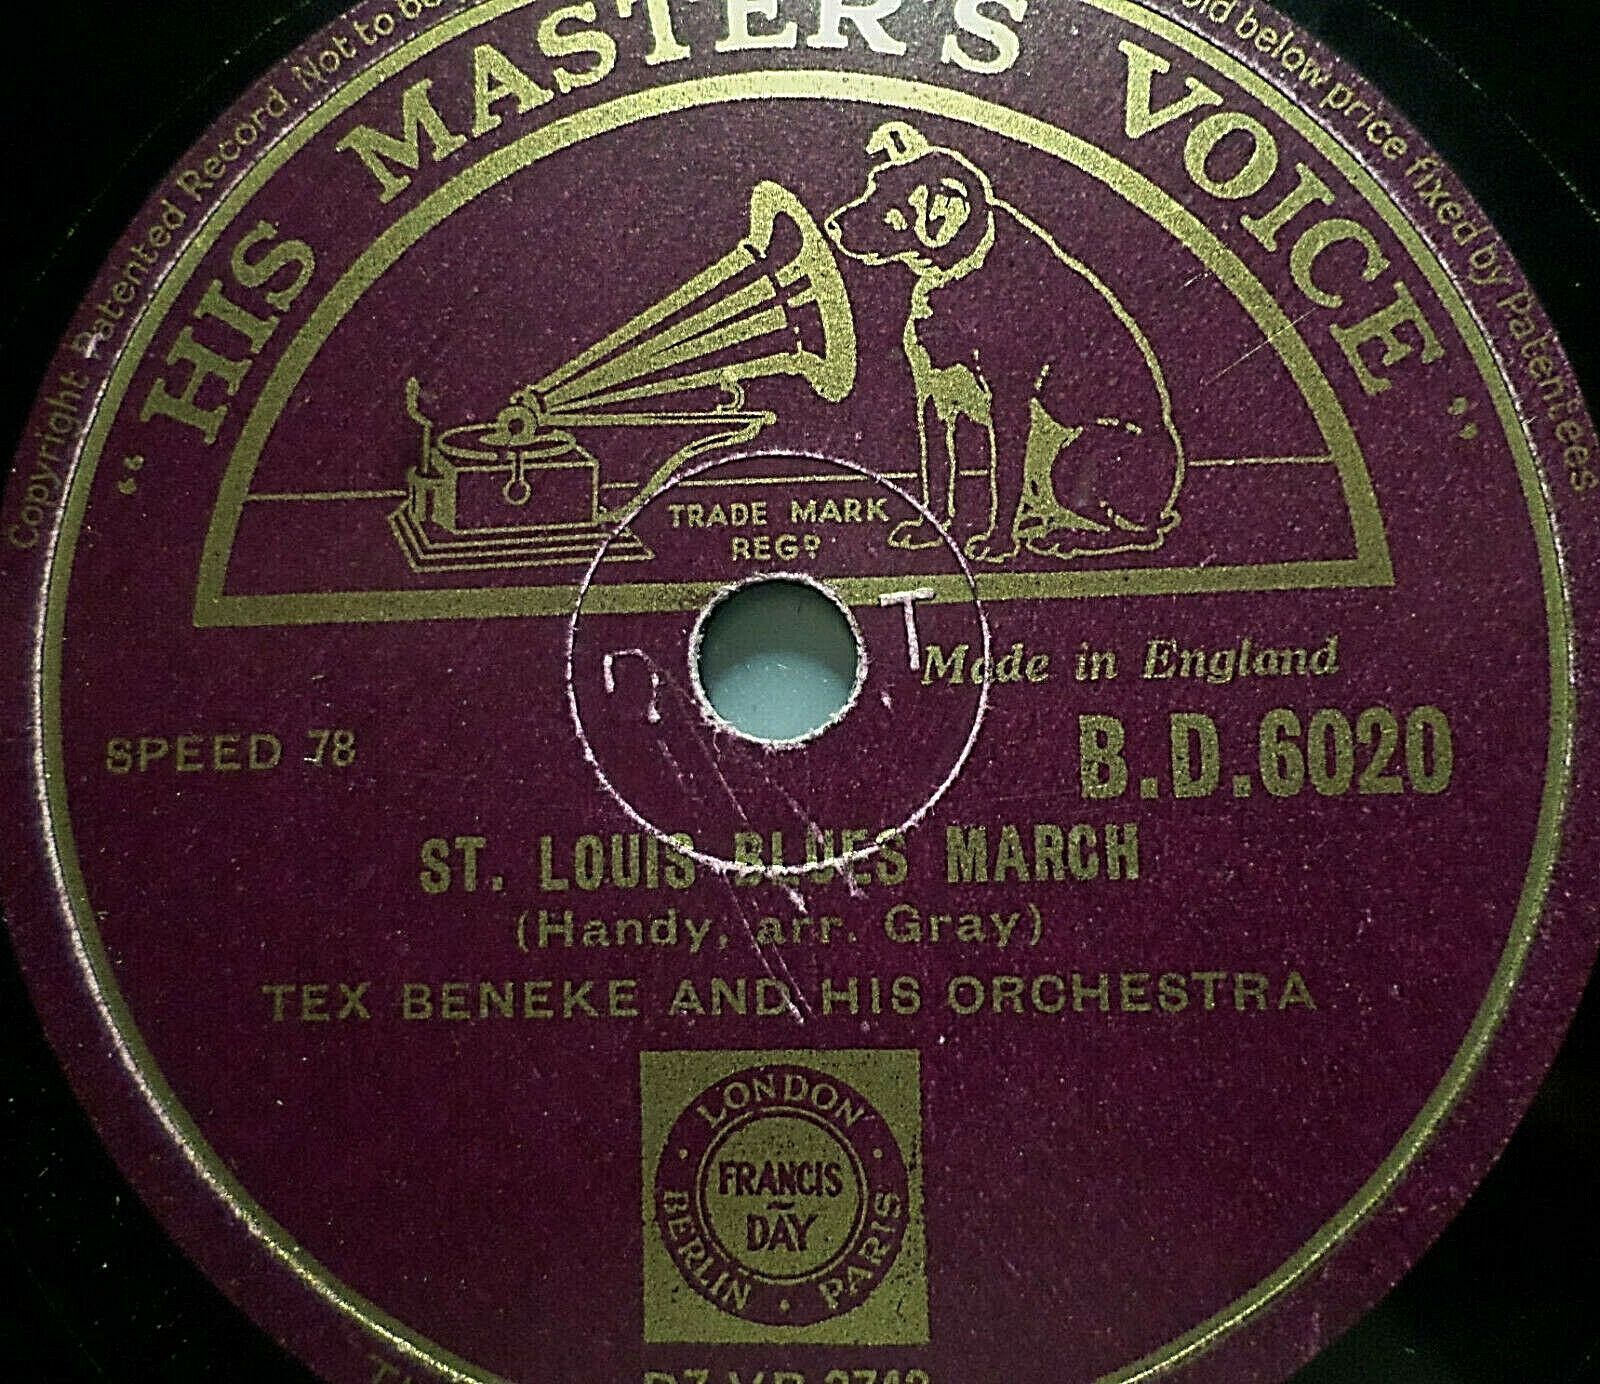 Copyright. Patented Record. Not to be
sold below price fixed by Patentees
“HIS MASTER'S VOICE”
TRADE MARK
REGD
T
Made in England
SPEED 78
B.D.6020
ST. LOUIS BLUES MARCH
(Handy, arr. Gray)
TEX BENEKE AND HIS ORCHESTRA
LONDON
FRANCIS
DAY
BERLIN · PARIS